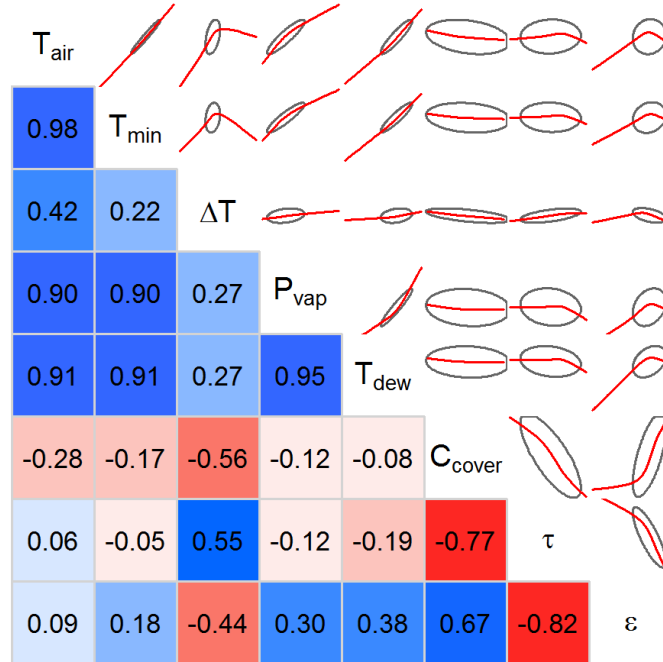 T_air
0.98 T_min
0.42 0.22 ΔT
0.90 0.90 0.27 P_vap
0.91 0.91 0.27 0.95 T_dew
-0.28 -0.17 -0.56 -0.12 -0.08 C_cover
0.06 -0.05 0.55 -0.12 -0.19 -0.77 τ
0.09 0.18 -0.44 0.30 0.38 0.67 -0.82 ε